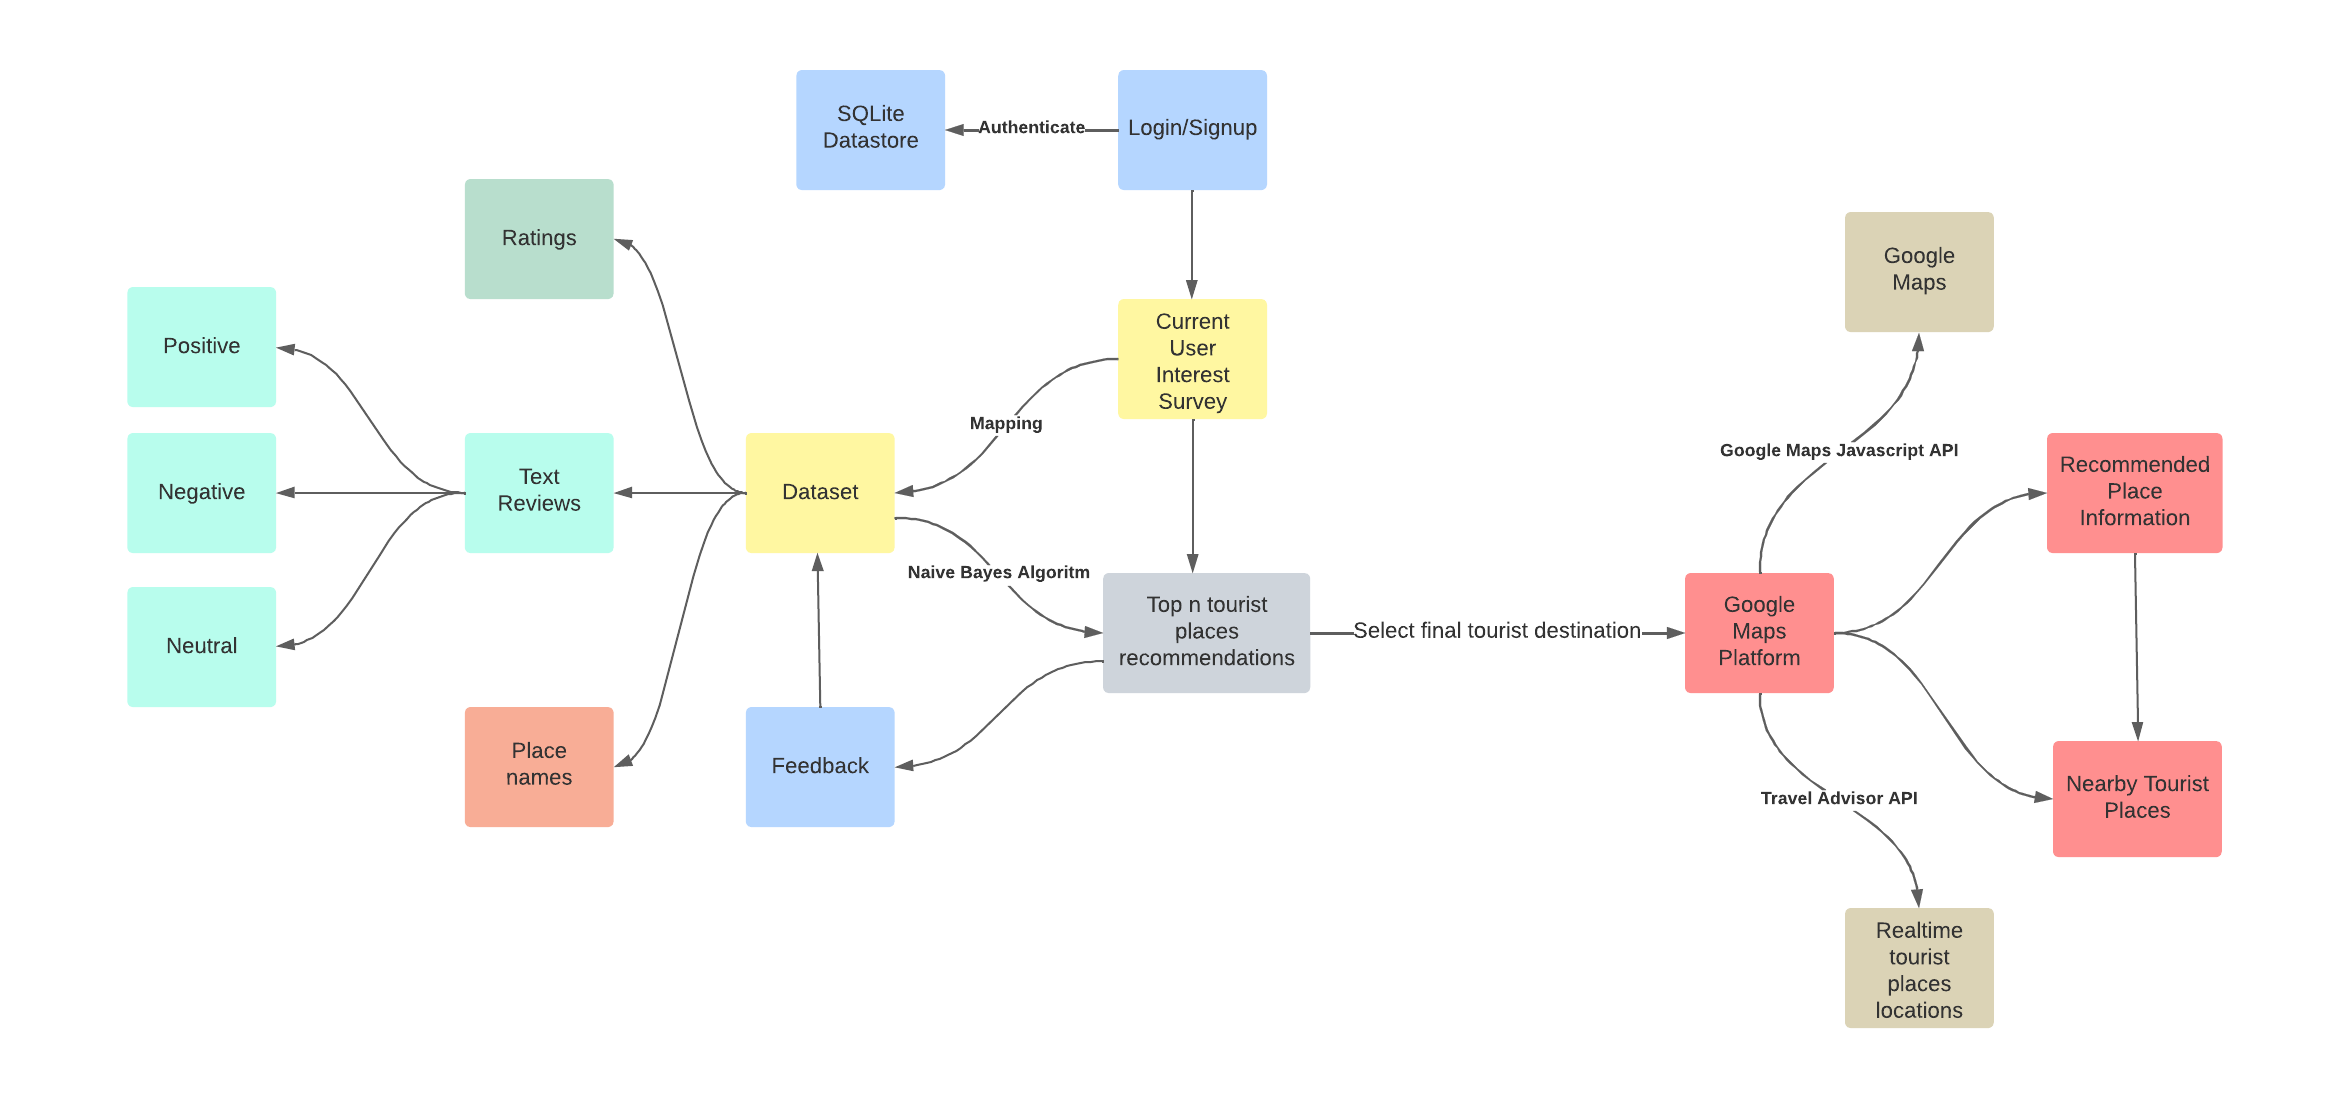 SQLite
Datastore
Authenticate
Login/Signup
Ratings
Google
Maps
Positive
Current
User
Interest
Survey
Mapping
Google Maps Javascript API
Negative
Text
Reviews
Dataset
Recommended
Place
Information
Naive Bayes Algoritm
Neutral
Top n tourist
places
recommendations
Select final tourist destination
Google
Maps
Platform
Place
names
Feedback
Travel Advisor API
Nearby Tourist
Places
Realtime
tourist
places
locations